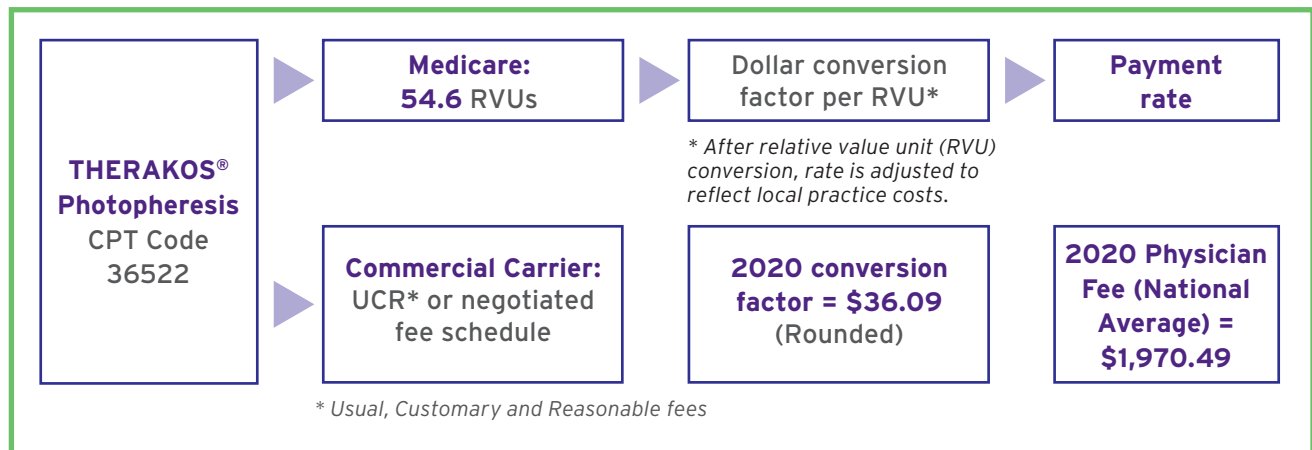 THERAKOS®
Photopheresis
CPT Code
36522
Medicare:
54.6 RVUs
Dollar conversion
factor per RVU*
Payment
rate
* After relative value unit (RVU)
conversion, rate is adjusted to
reflect local practice costs.
Commercial Carrier:
UCR* or negotiated
fee schedule
2020 conversion
factor = $36.09
(Rounded)
2020 Physician
Fee (National
Average) =
$1,970.49
* Usual, Customary and Reasonable fees